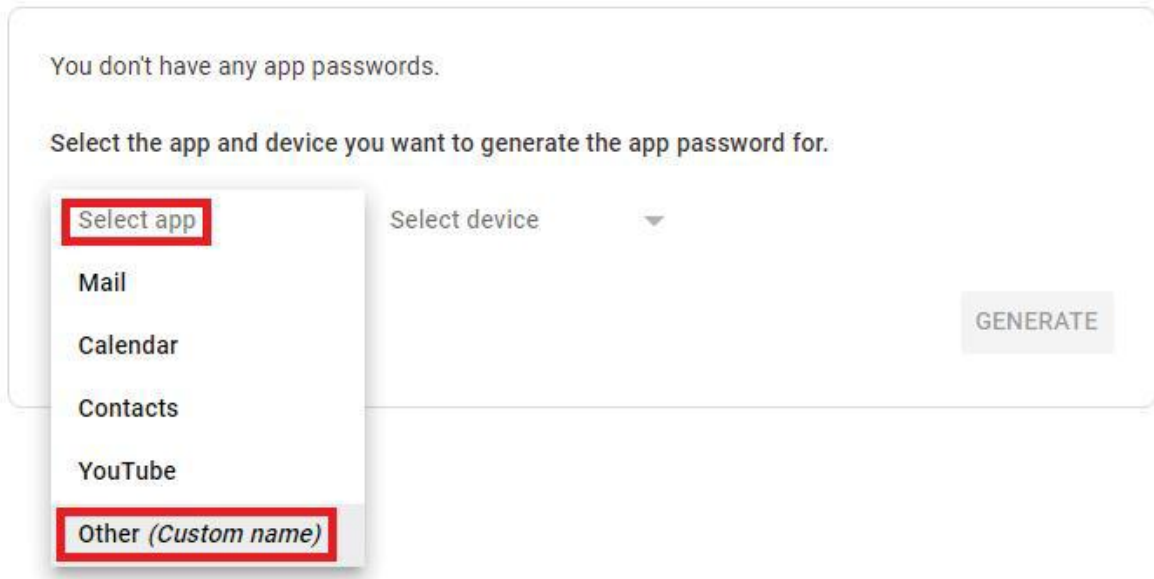 You don't have any app passwords.
Select the app and device you want to generate the app password for.
Select app
Select device
Mail
Calendar
Contacts
YouTube
Other (Custom name)
GENERATE